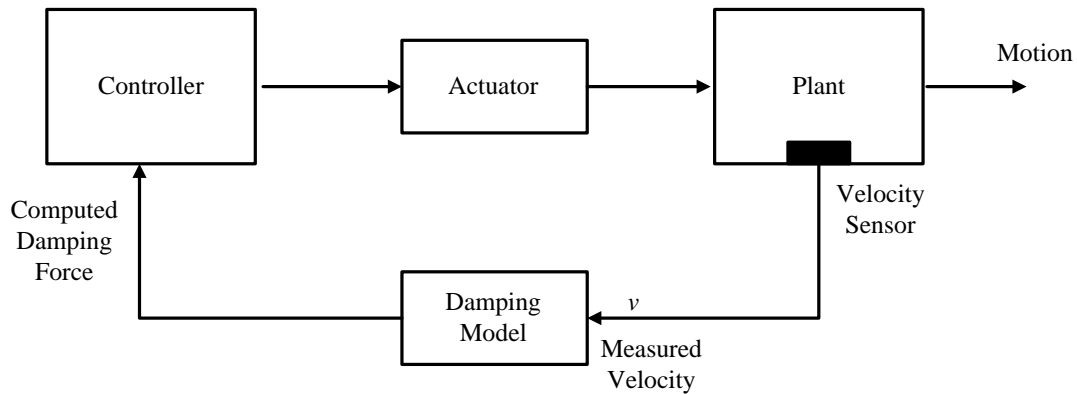 Controller
Actuator
Plant
Motion
Velocity
Sensor
Computed
Damping
Force
Damping
Model
v
Measured
Velocity